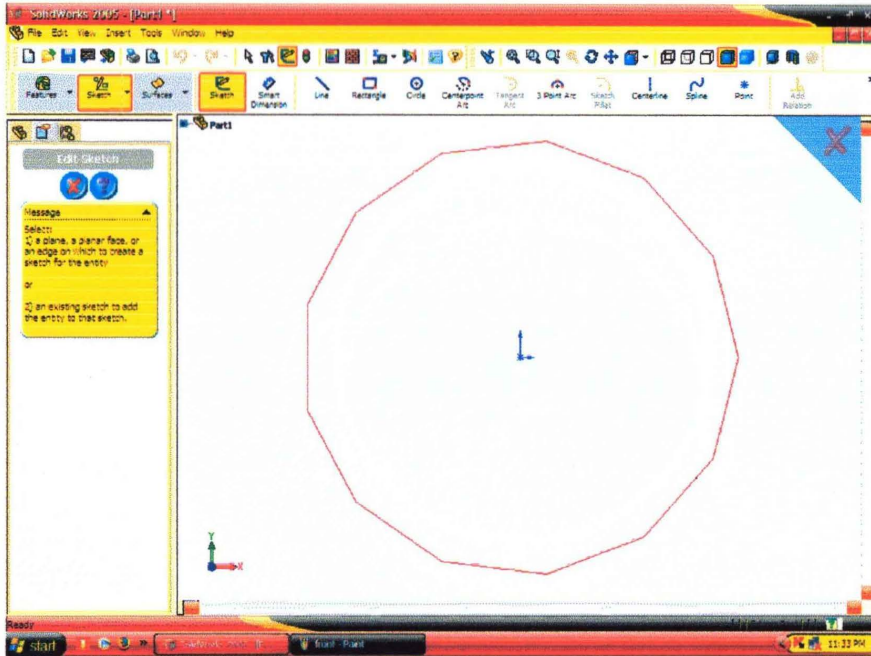 SolidWorks 2005 - [Part1 *]
File Edit View Insert Tools Window Help
Features Sketch Surfaces Sketch Smart Dimension Line Rectangle Circle Centerpoint Arc Tangent Arc 3 Point Arc Sketch Fillet Centerline Spline Point Add Relation
Part1
Edit Sketch
Message
Select:
1) a plane, a planar face, or
an edge on which to create a
sketch for the entity
or
2) an existing sketch to add
the entity to that sketch.
Y
X
Ready
start
front - Paint
11:33 PM